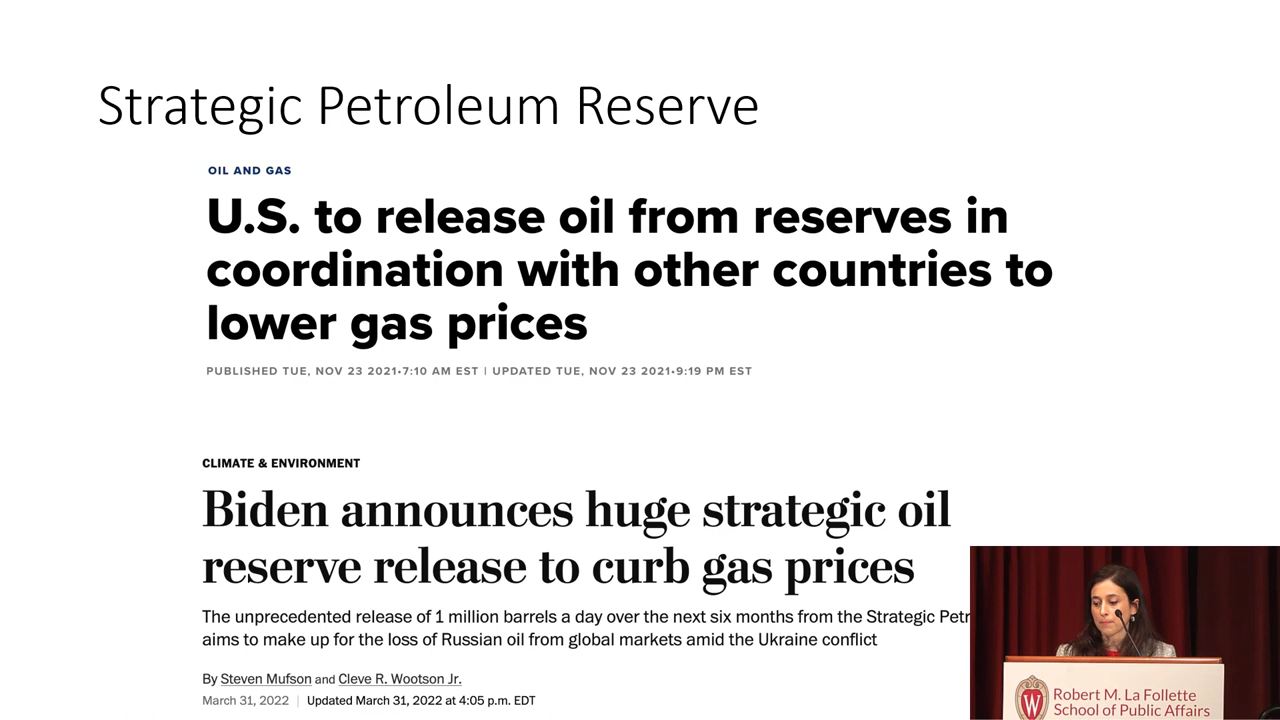 Strategic Petroleum Reserve
OIL AND GAS
U.S. to release oil from reserves in
coordination with other countries to
lower gas prices
PUBLISHED TUE, NOV 23 2021•7:10 AM EST | UPDATED TUE, NOV 23 2021•9:19 PM EST
CLIMATE & ENVIRONMENT
Biden announces huge strategic oil
reserve release to curb gas prices
The unprecedented release of 1 million barrels a day over the next six months from the Strategic Petr
aims to make up for the loss of Russian oil from global markets amid the Ukraine conflict
By Steven Mufson and Cleve R. Wootson Jr.
March 31, 2022 | Updated March 31, 2022 at 4:05 p.m. EDT
W
Robert M. La Follette
School of Public Affairs